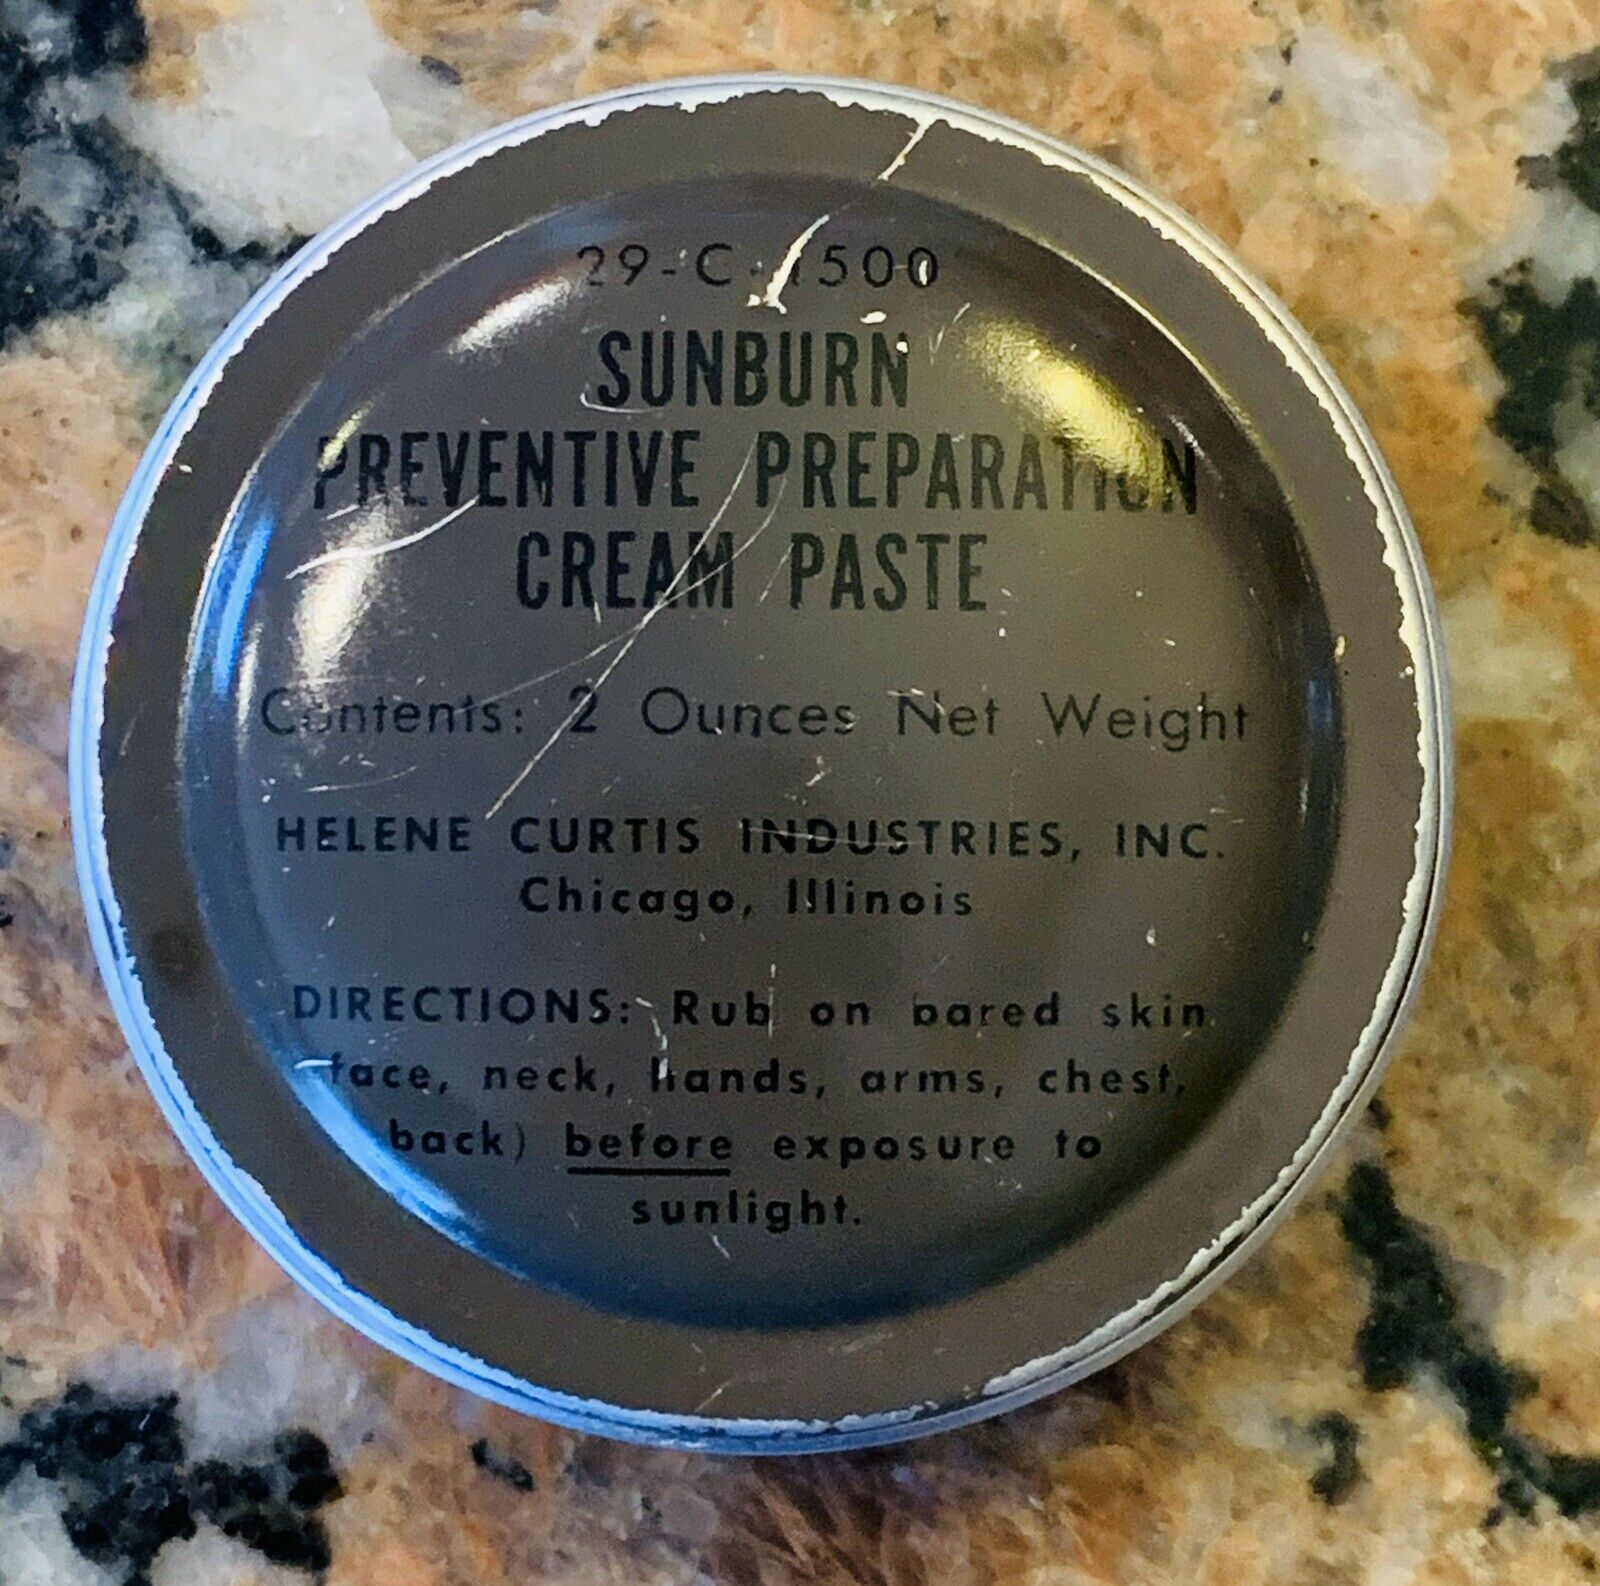 29-C-1500
SUNBURN
PREVENTIVE PREPARATION
CREAM PASTE
Contents: 2 Ounces Net Weight
HELENE CURTIS INDUSTRIES, INC.
Chicago, Illinois
DIRECTIONS: Rub on bared skin
face, neck, hands, arms, chest,
back) before exposure to
sunlight.